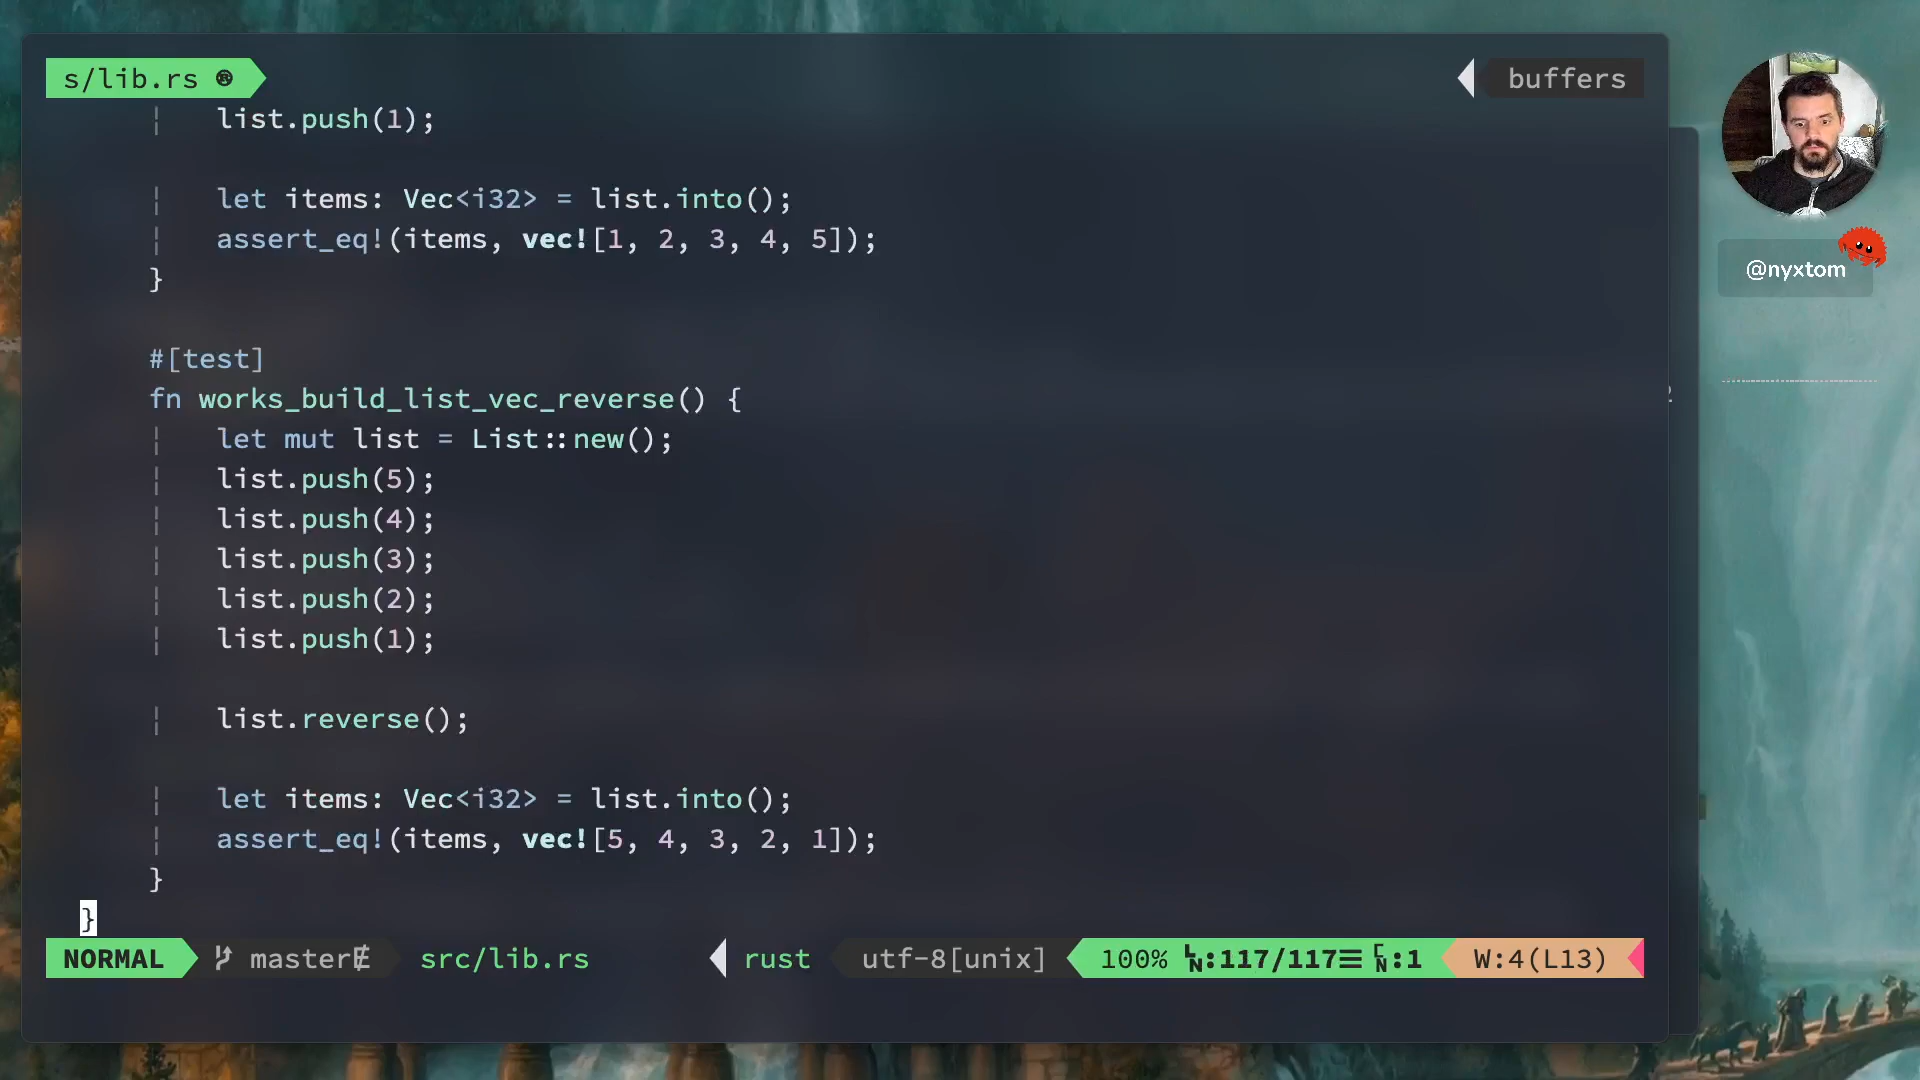 s/lib.rs
buffers
list.push(1);
let items: Vec<i32> = list.into();
assert_eq!(items, vec![1, 2, 3, 4, 5]);
}
#[test]
fn works_build_list_vec_reverse() {
let mut list = List::new();
list.push(5);
list.push(4);
list.push(3);
list.push(2);
list.push(1);
list.reverse();
let items: Vec<i32> = list.into();
assert_eq!(items, vec![5, 4, 3, 2, 1]);
}
}
NORMAL master src/lib.rs rust utf-8[unix] 100% LN:117/117≡ CN:1 W:4(L13)
@nyxtom